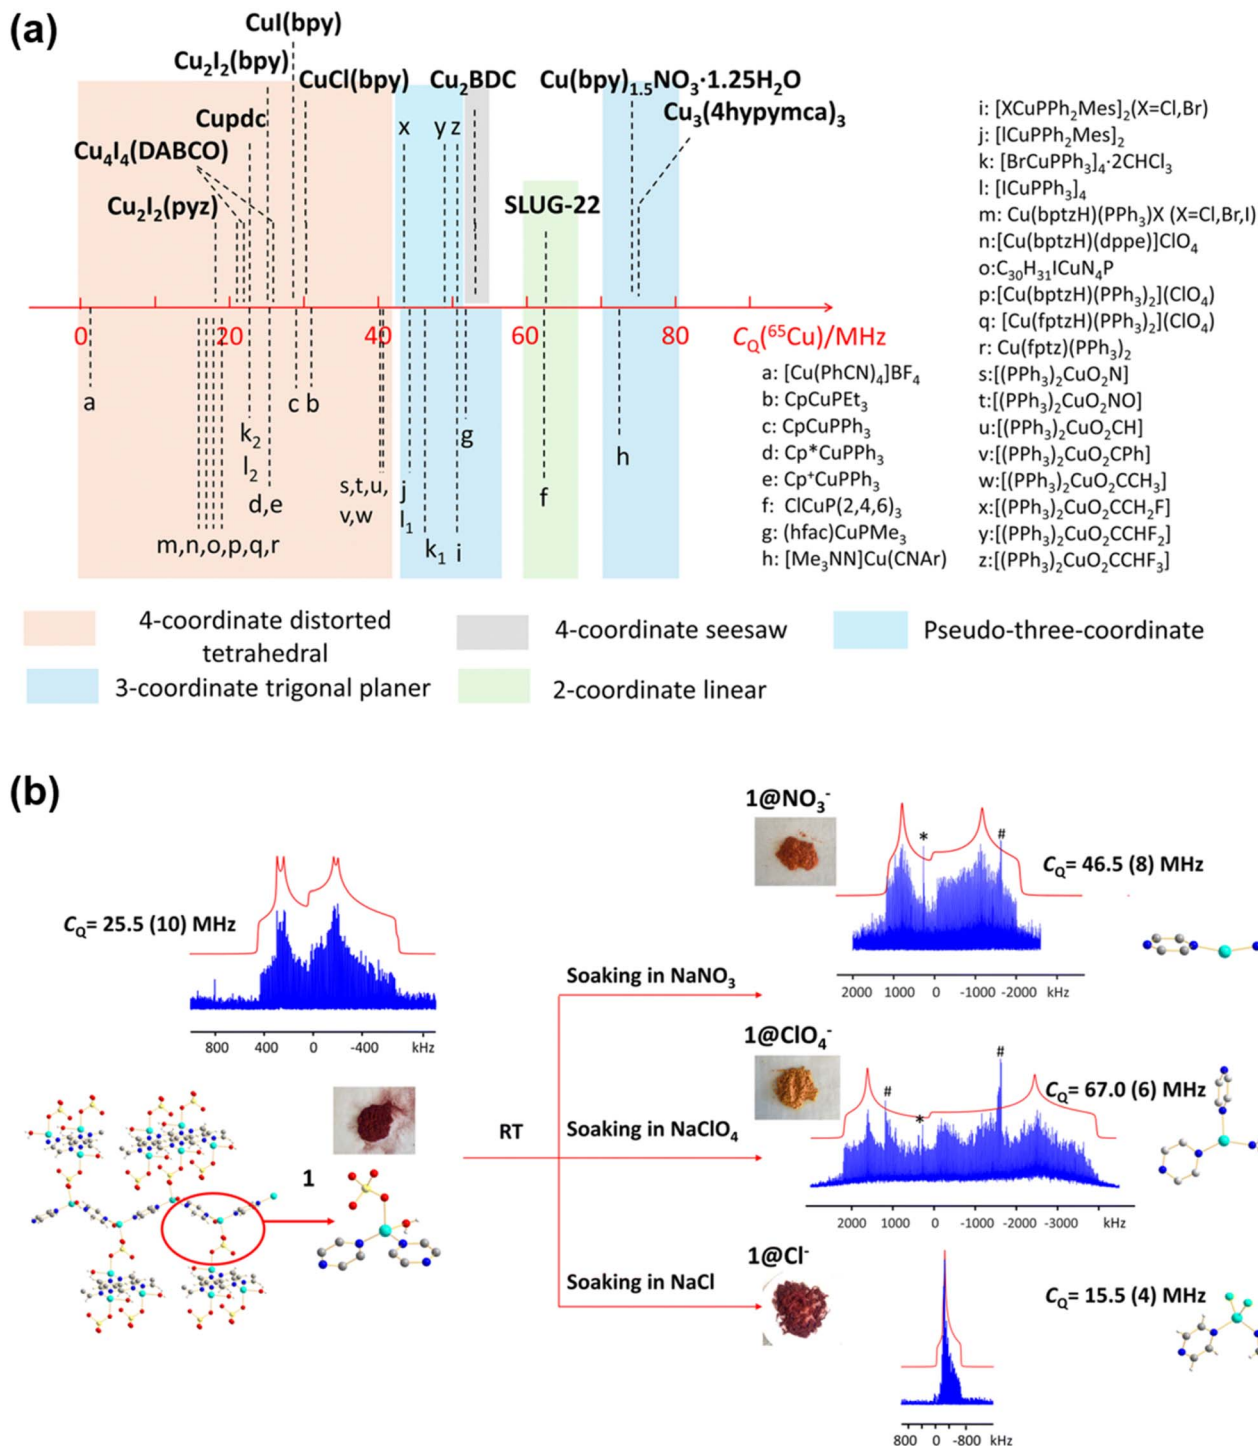 (a)
CuI(bpy)
Cu₂I₂(bpy)
CuCl(bpy)
Cu₂BDC
Cu(bpy)₁.₅NO₃·1.25H₂O
Cu₃(4hypymca)₃
Cupdc
Cu₄I₄(DABCO)
Cu₂I₂(pyz)
x
y
z
SLUG-22
0
20
40
60
80
C_Q(⁶⁵Cu)/MHz
a
c
b
k₂
l₂
d,e
m,n,o,p,q,r
s,t,u,
v,w
j
l₁
k₁
g
i
f
h
a: [Cu(PhCN)₄]BF₄
b: CpCuPEt₃
c: CpCuPPh₃
d: Cp*CuPPh₃
e: Cp⁺CuPPh₃
f: ClCuP(2,4,6)₃
g: (hfac)CuPMe₃
h: [Me₃NN]Cu(CNAr)
i: [XCuPPh₂Mes]₂(X=Cl,Br)
j: [ICuPPh₂Mes]₂
k: [BrCuPPh₃]₄·2CHCl₃
l: [ICuPPh₃]₄
m: Cu(bptzH)(PPh₃)X (X=Cl,Br,I)
n:[Cu(bptzH)(dppe)]ClO₄
o:C₃₀H₃₁ICuN₄P
p:[Cu(bptzH)(PPh₃)₂](ClO₄)
q: [Cu(fptzH)(PPh₃)₂](ClO₄)
r: Cu(fptz)(PPh₃)₂
s:[(PPh₃)₂CuO₂N]
t:[(PPh₃)₂CuO₂NO]
u:[(PPh₃)₂CuO₂CH]
v:[(PPh₃)₂CuO₂CPh]
w:[(PPh₃)₂CuO₂CCH₃]
x:[(PPh₃)₂CuO₂CCH₂F]
y:[(PPh₃)₂CuO₂CCHF₂]
z:[(PPh₃)₂CuO₂CCHF₃]
4-coordinate distorted
tetrahedral
4-coordinate seesaw
Pseudo-three-coordinate
3-coordinate trigonal planer
2-coordinate linear
(b)
C_Q= 25.5 (10) MHz
800 400 0 -400 kHz
1
RT
Soaking in NaNO₃
Soaking in NaClO₄
Soaking in NaCl
1@NO₃⁻
*
#
C_Q= 46.5 (8) MHz
2000 1000 0 -1000 -2000 kHz
1@ClO₄⁻
#
*
#
C_Q= 67.0 (6) MHz
2000 1000 0 -1000 -2000 -3000 kHz
1@Cl⁻
C_Q= 15.5 (4) MHz
800 0 -800 kHz